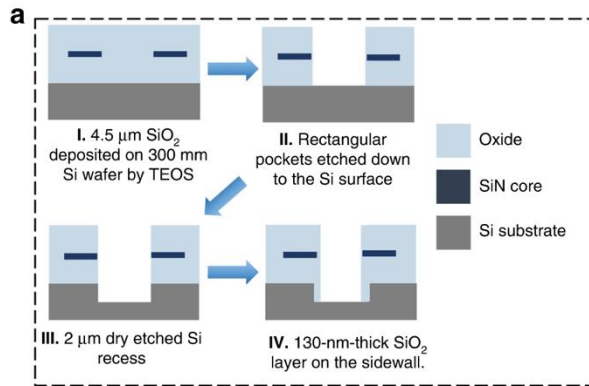 a
I. 4.5 μm SiO₂
deposited on 300 mm
Si wafer by TEOS
II. Rectangular
pockets etched down
to the Si surface
Oxide
SiN core
Si substrate
III. 2 μm dry etched Si
recess
IV. 130-nm-thick SiO₂
layer on the sidewall.